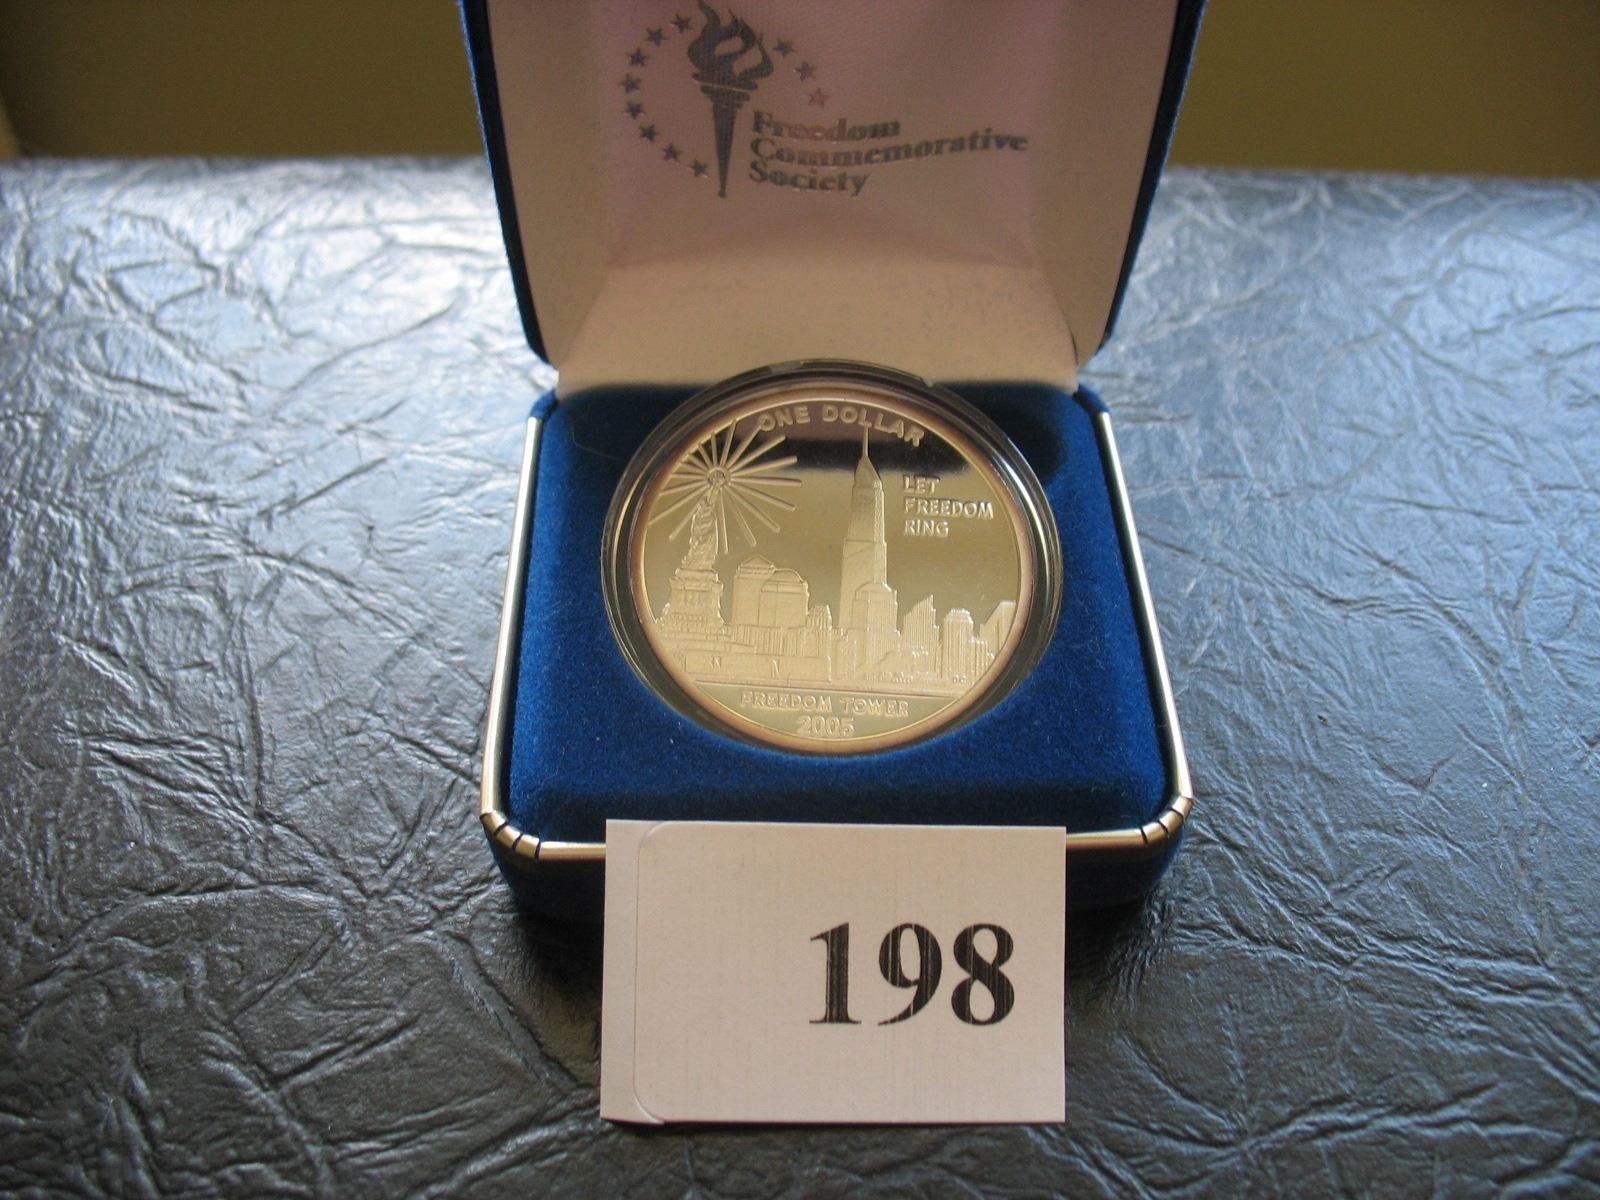 Freedom
Commemorative
Society
ONE DOLLAR
LET
FREEDOM
RING
FREEDOM TOWER
2005
198